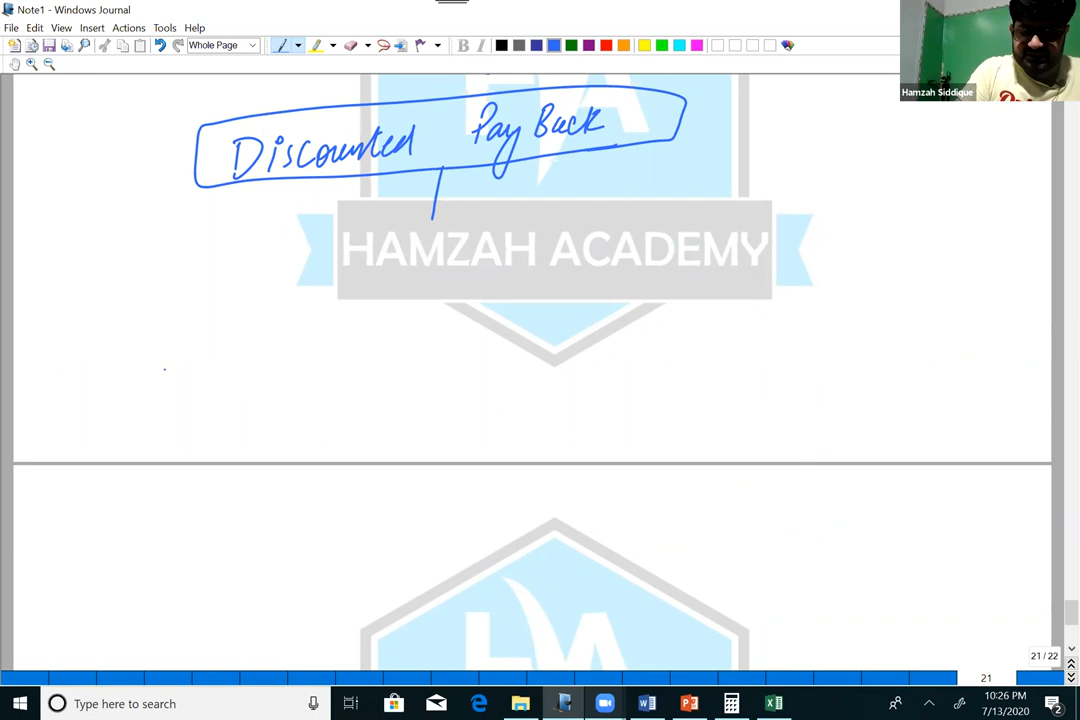 Note1 - Windows Journal
File Edit View Insert Actions Tools Help
Whole Page
B I
Hamzah Siddique
Discounted Pay Back
HAMZAH ACADEMY
21 / 22
21
Type here to search
10:26 PM
7/13/2020
2